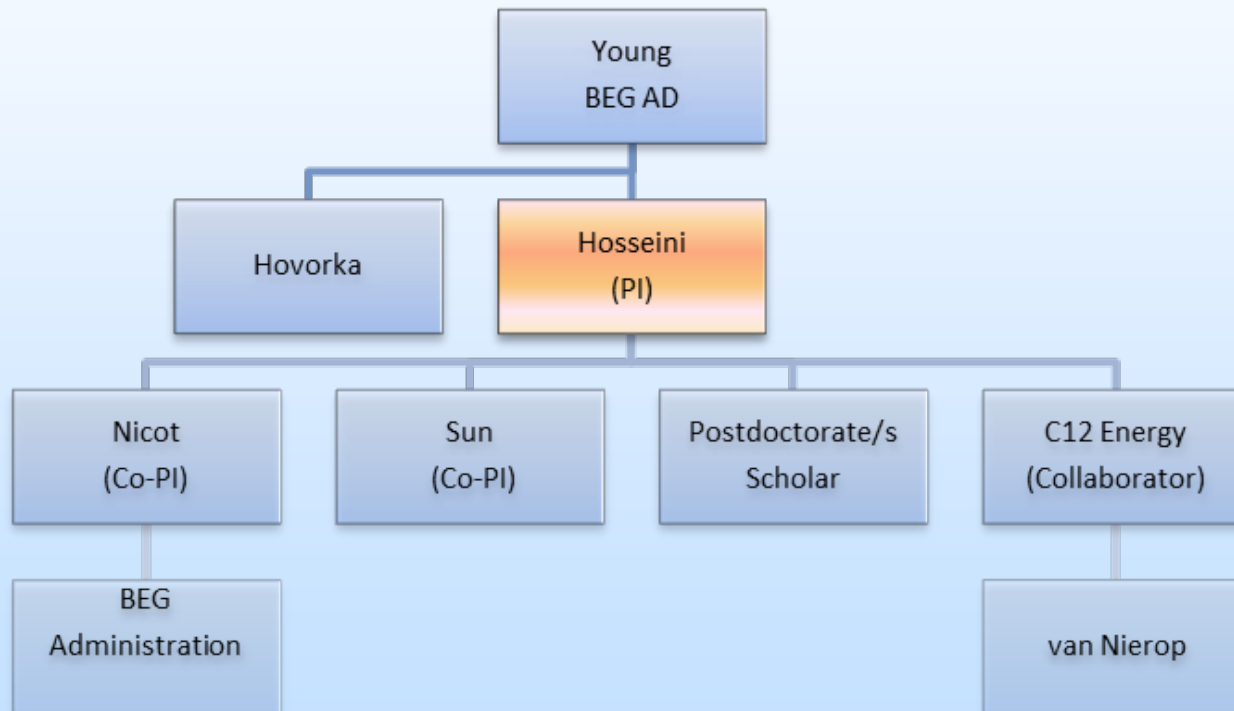 Young
BEG AD
Hovorka
Hosseini
(PI)
Nicot
(Co-PI)
Sun
(Co-PI)
Postdoctorate/s
Scholar
C12 Energy
(Collaborator)
BEG
Administration
van Nierop